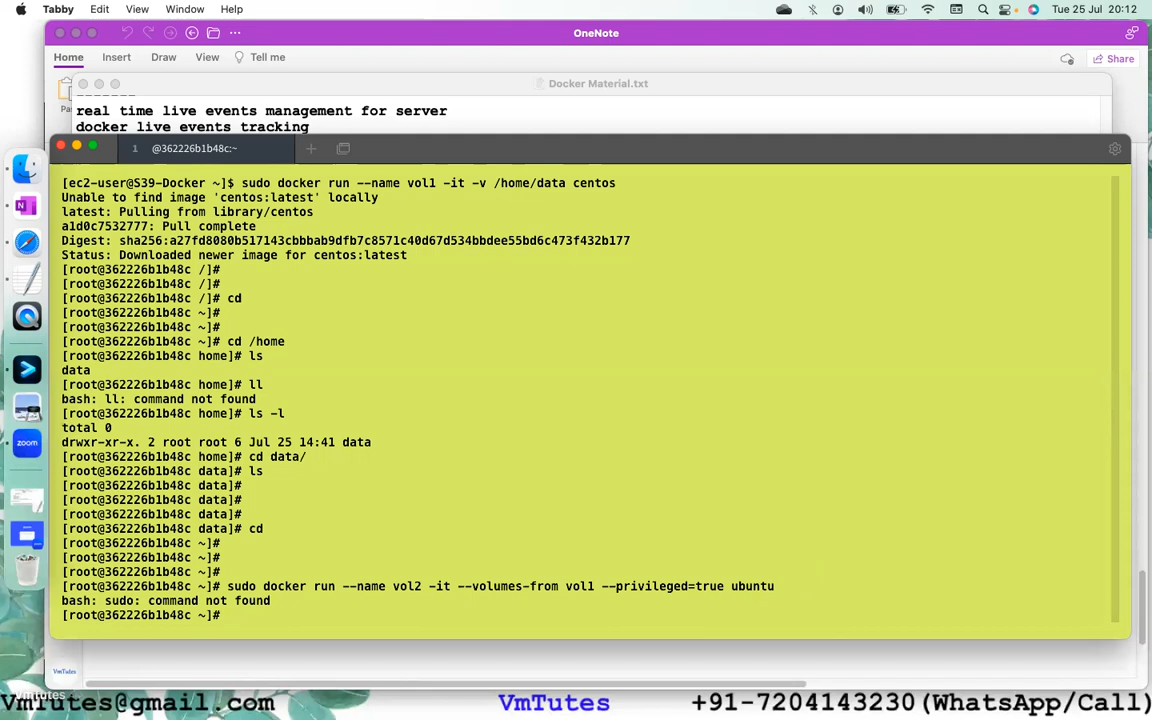 Tabby Edit View Window Help Tue 25 Jul 20:12
OneNote
Home Insert Draw View Tell me Share
Docker Material.txt
real time live events management for server
docker live events tracking
1 @362226b1b48c:~
[ec2-user@S39-Docker ~]$ sudo docker run --name vol1 -it -v /home/data centos
Unable to find image 'centos:latest' locally
latest: Pulling from library/centos
a1d0c7532777: Pull complete
Digest: sha256:a27fd8080b517143cbbbab9dfb7c8571c40d67d534bbdee55bd6c473f432b177
Status: Downloaded newer image for centos:latest
[root@362226b1b48c /]#
[root@362226b1b48c /]#
[root@362226b1b48c /]# cd
[root@362226b1b48c ~]#
[root@362226b1b48c ~]#
[root@362226b1b48c ~]# cd /home
[root@362226b1b48c home]# ls
data
[root@362226b1b48c home]# ll
bash: ll: command not found
[root@362226b1b48c home]# ls -l
total 0
drwxr-xr-x. 2 root root 6 Jul 25 14:41 data
[root@362226b1b48c home]# cd data/
[root@362226b1b48c data]# ls
[root@362226b1b48c data]#
[root@362226b1b48c data]#
[root@362226b1b48c data]#
[root@362226b1b48c data]# cd
[root@362226b1b48c ~]#
[root@362226b1b48c ~]#
[root@362226b1b48c ~]#
[root@362226b1b48c ~]# sudo docker run --name vol2 -it --volumes-from vol1 --privileged=true ubuntu
bash: sudo: command not found
[root@362226b1b48c ~]#
zoom
VmTutes
VmTutes
VmTutes@gmail.com VmTutes +91-7204143230(WhatsApp/Call)